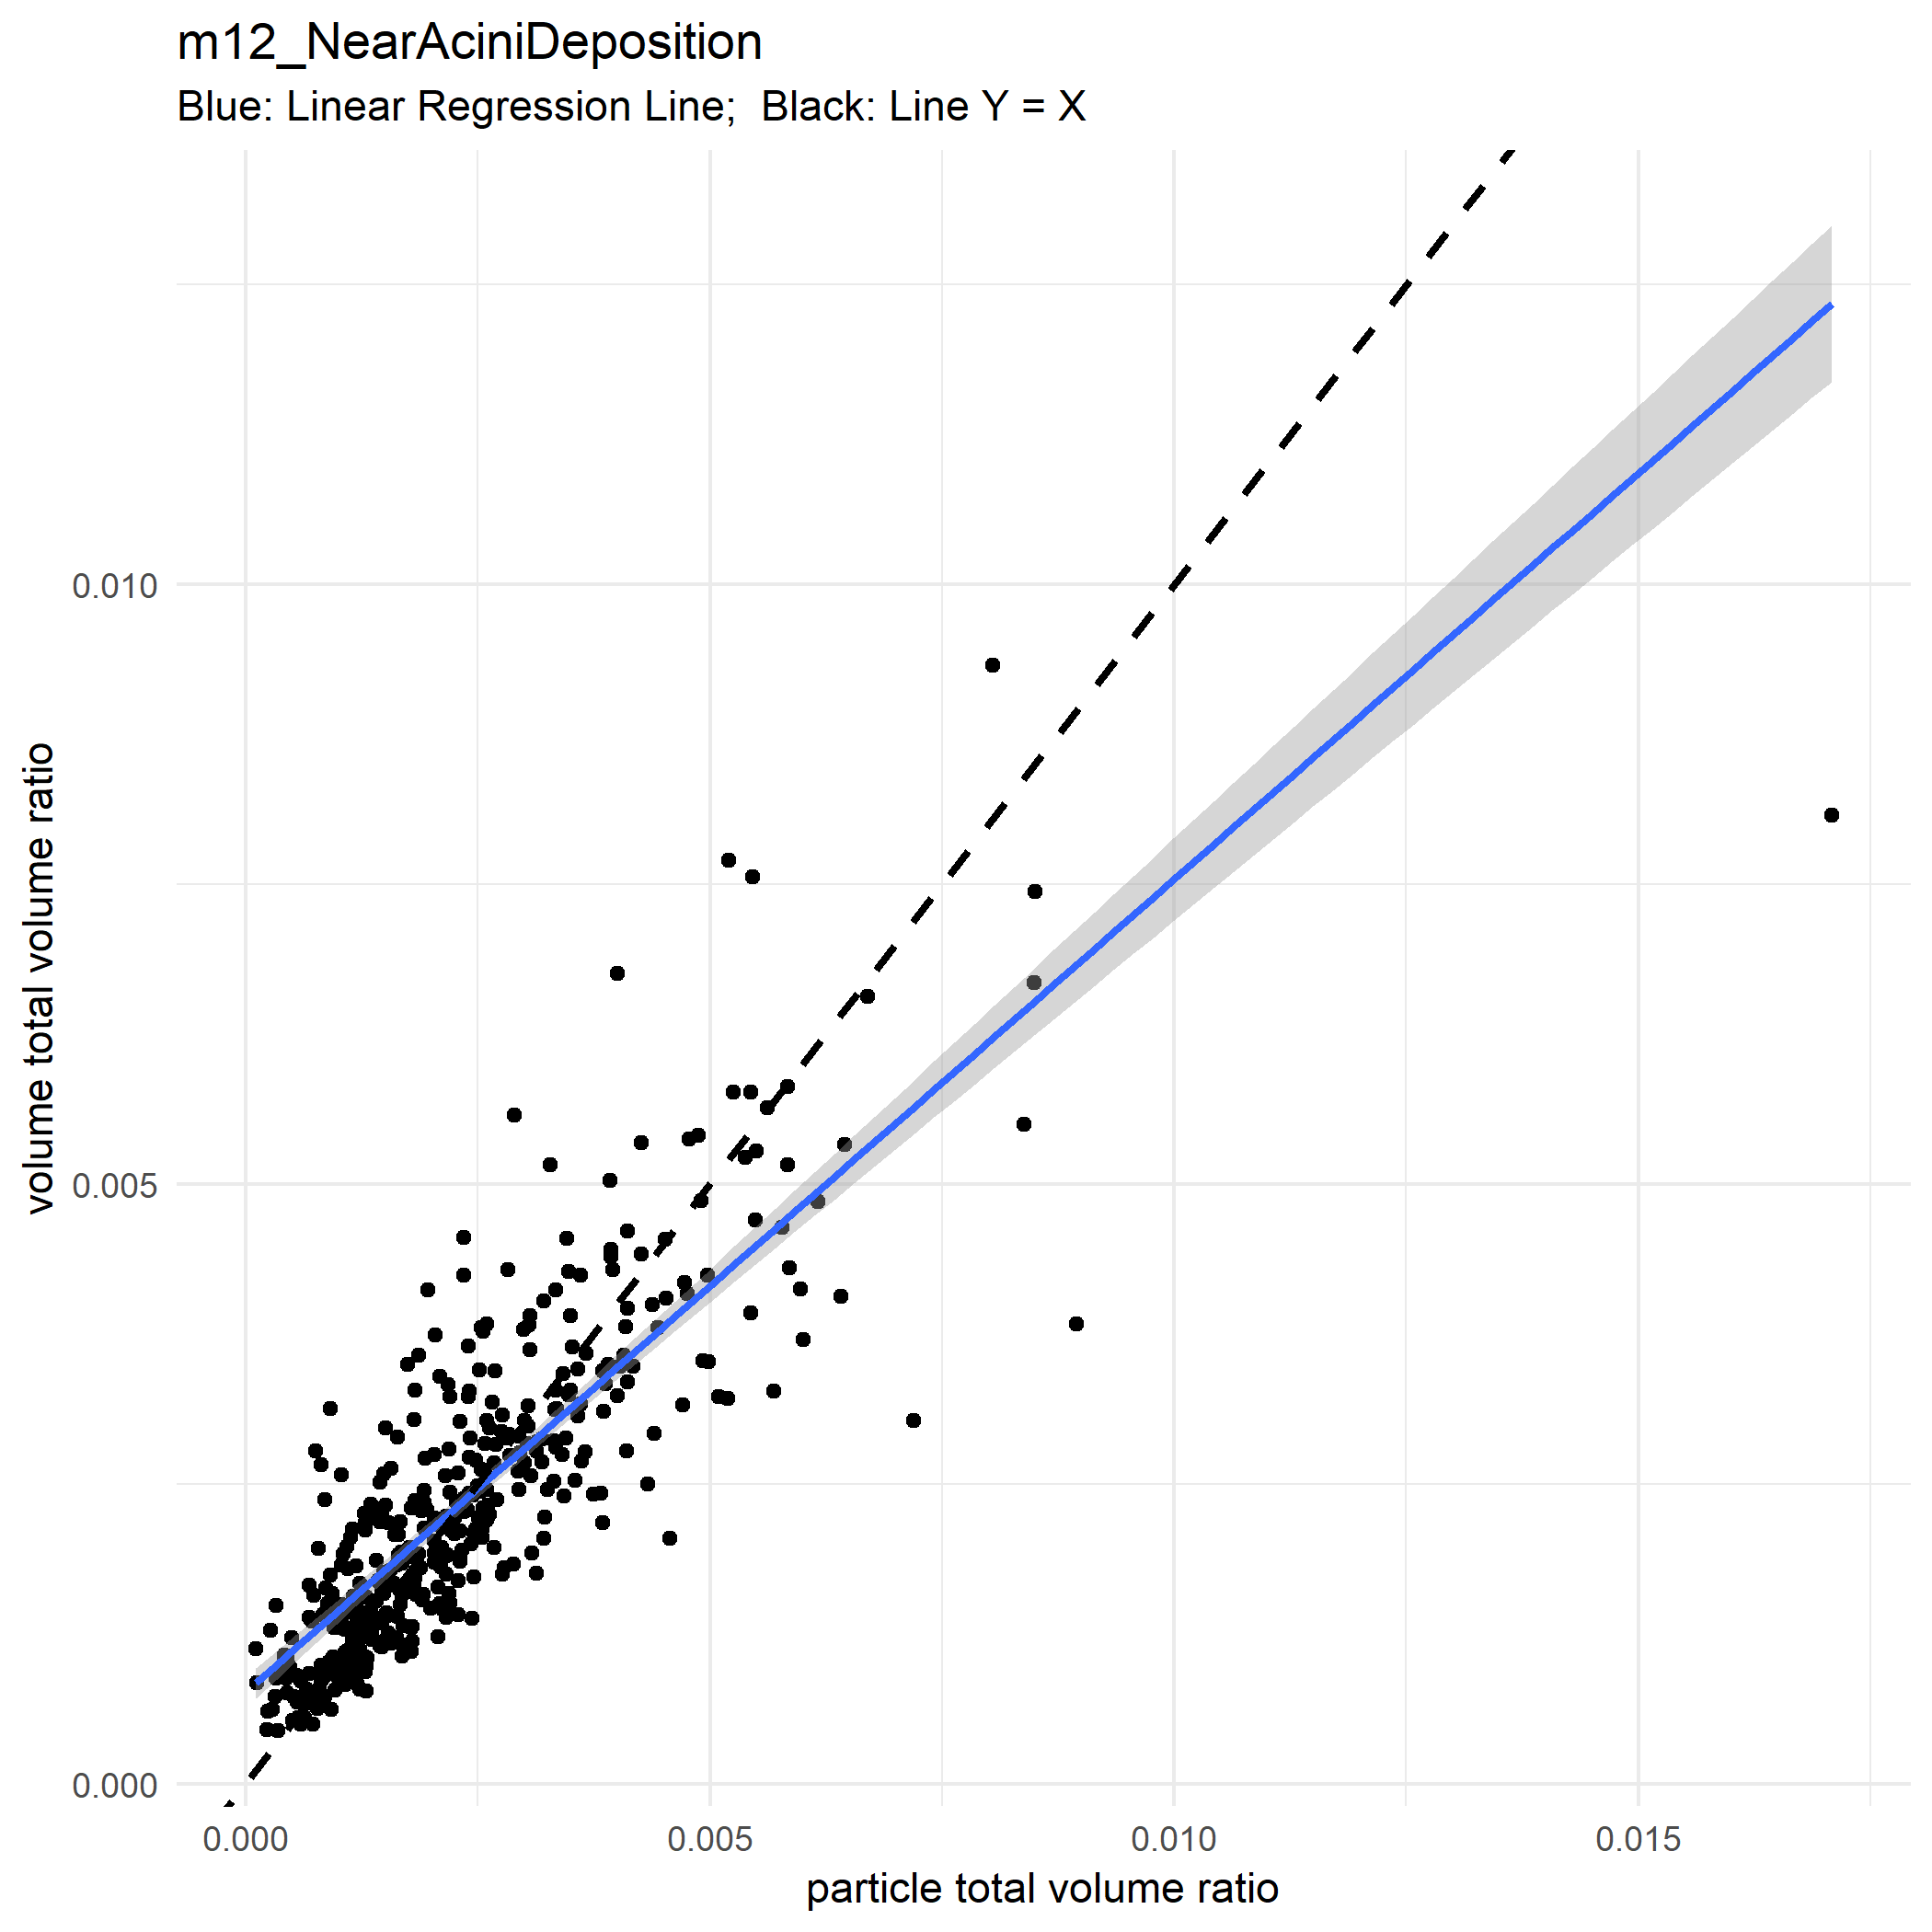 m12_NearAciniDeposition
Blue: Linear Regression Line;  Black: Line Y = X
volume total volume ratio
0.010
0.005
0.000
0.000
0.005
0.010
0.015
particle total volume ratio